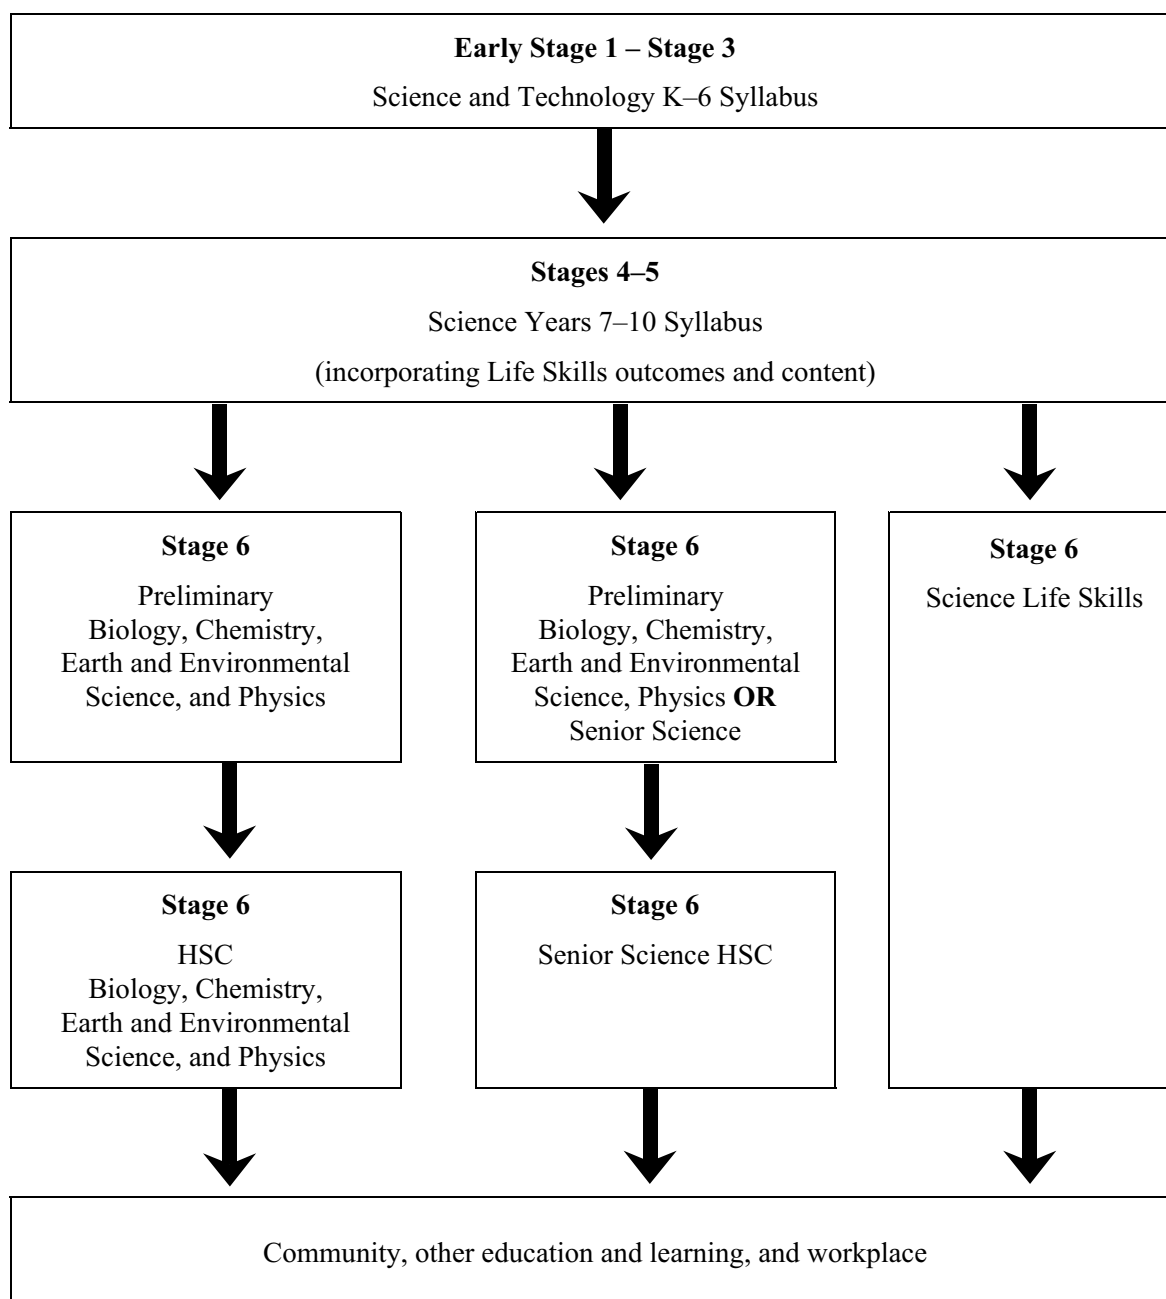 Early Stage 1 – Stage 3
Science and Technology K–6 Syllabus
Stages 4–5
Science Years 7–10 Syllabus
(incorporating Life Skills outcomes and content)
Stage 6
Preliminary
Biology, Chemistry,
Earth and Environmental
Science, and Physics
Stage 6
Preliminary
Biology, Chemistry,
Earth and Environmental
Science, Physics OR
Senior Science
Stage 6
Science Life Skills
Stage 6
HSC
Biology, Chemistry,
Earth and Environmental
Science, and Physics
Stage 6
Senior Science HSC
Community, other education and learning, and workplace